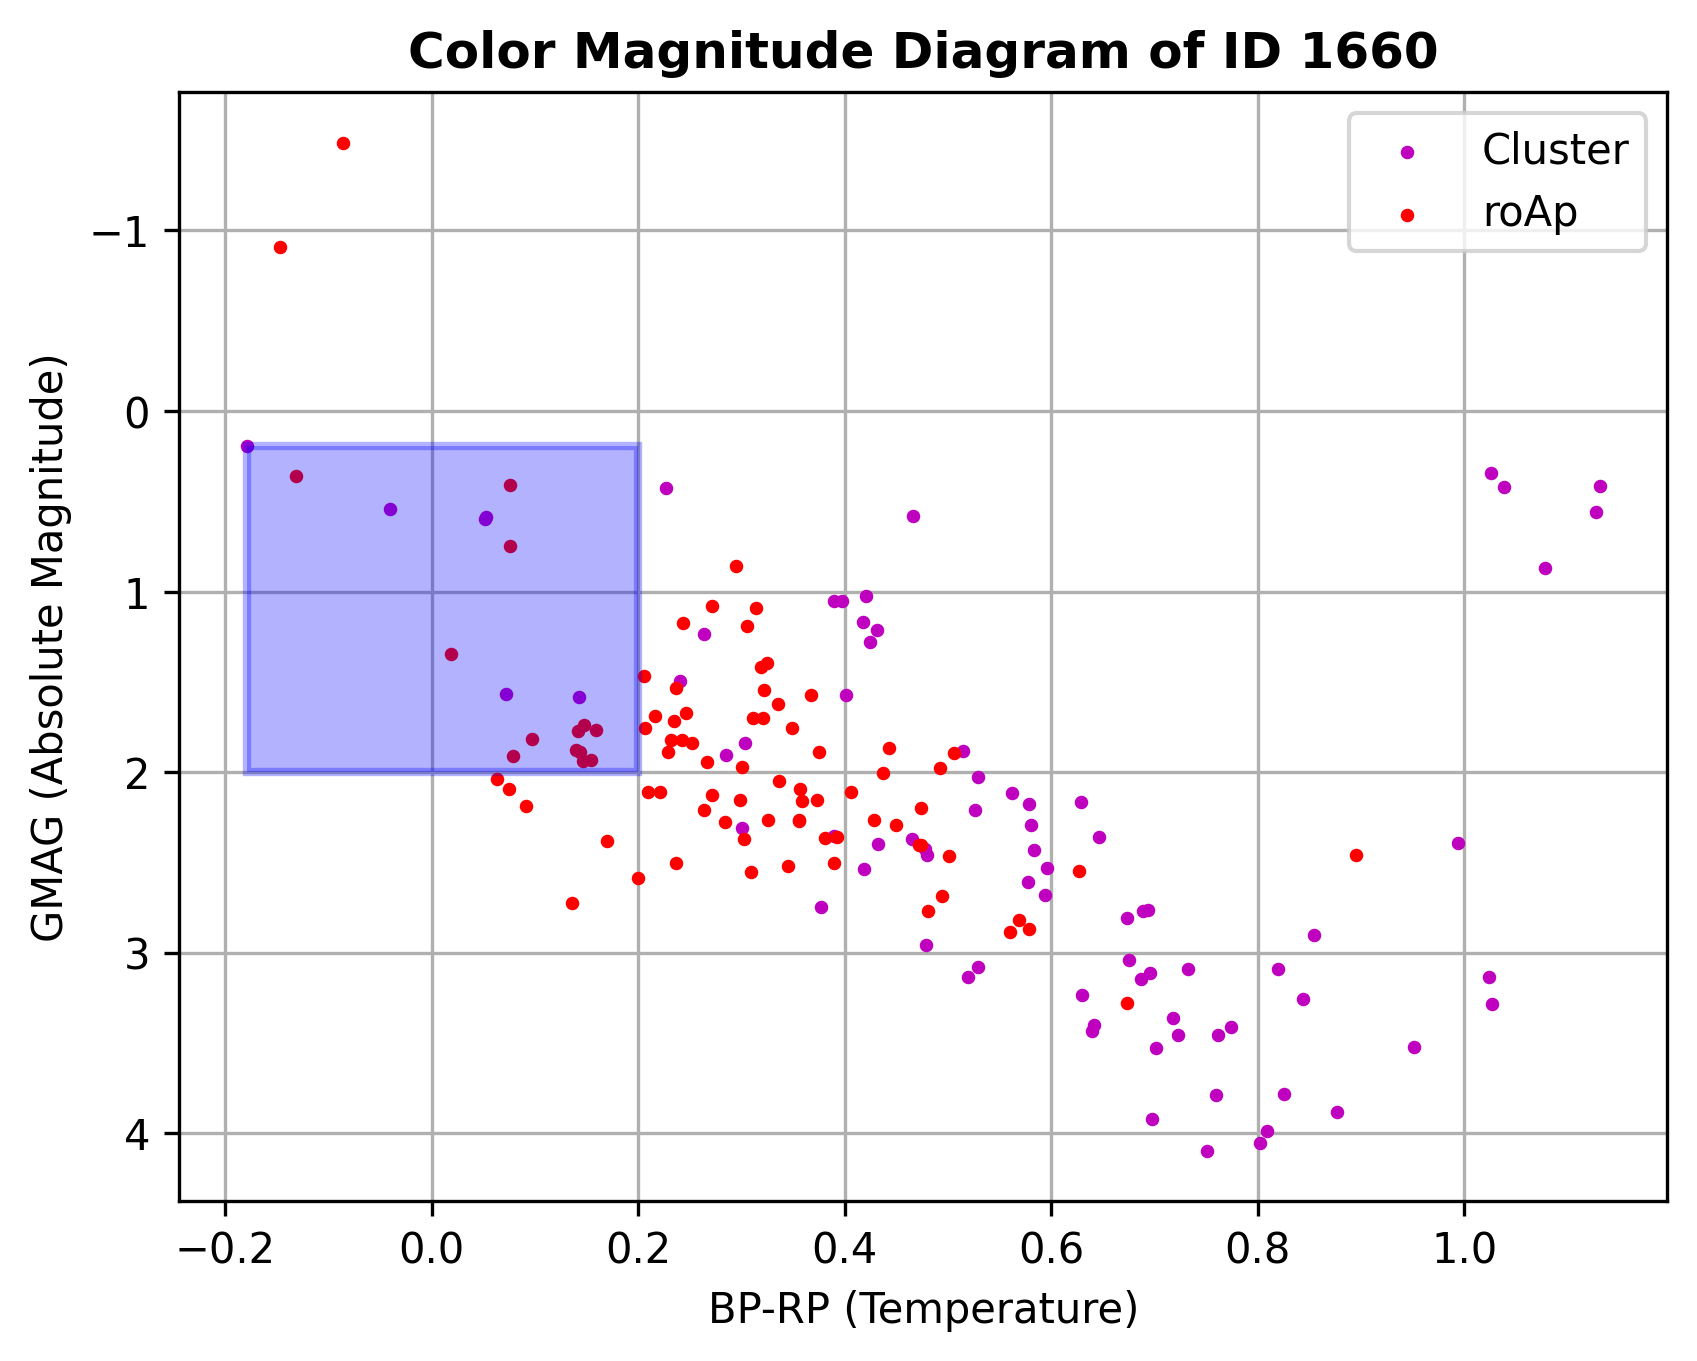 Color Magnitude Diagram of ID 1660
Cluster
roAp
GMAG (Absolute Magnitude)
−1
0
1
2
3
4
−0.2 0.0 0.2 0.4 0.6 0.8 1.0
BP-RP (Temperature)